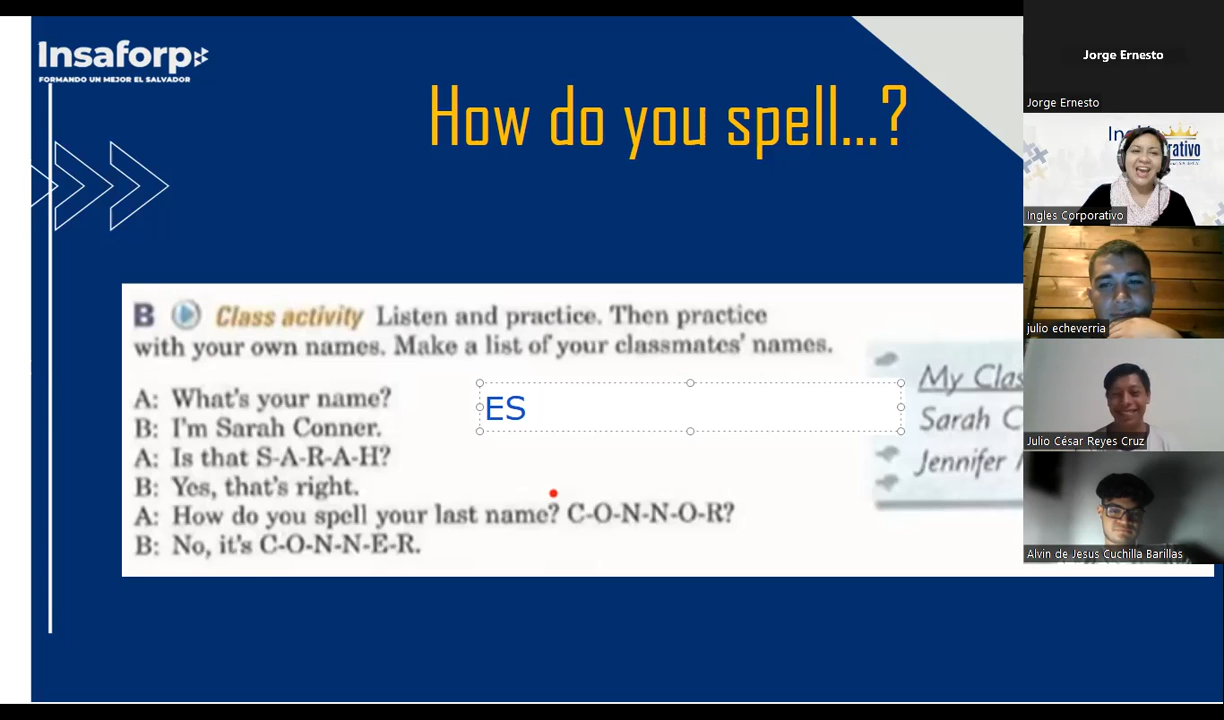 Insaforp
FORMANDO UN MEJOR EL SALVADOR
How do you spell...?
B Class activity Listen and practice. Then practice
with your own names. Make a list of your classmates' names.
A: What's your name?
B: I'm Sarah Conner.
A: Is that S-A-R-A-H?
B: Yes, that's right.
A: How do you spell your last name? C-O-N-N-O-R?
B: No, it's C-O-N-N-E-R.
ES
My Clas
Sarah C
Jennifer
Jorge Ernesto
Jorge Ernesto
Ingles Corporativo
julio echeverria
Julio César Reyes Cruz
Alvin de Jesus Cuchilla Barillas